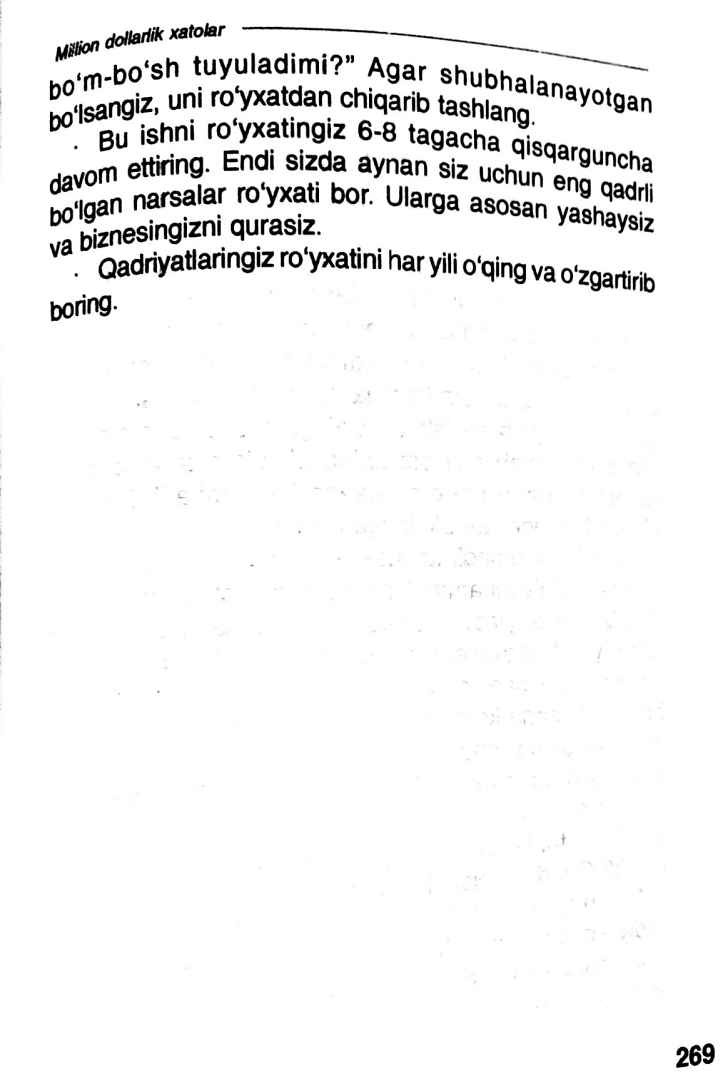 Million dollarlik xatolar
bo‘m-bo‘sh tuyuladimi?” Agar shubhalanayotgan
bo‘lsangiz, uni ro‘yxatdan chiqarib tashlang.
· Bu ishni ro‘yxatingiz 6-8 tagacha qisqarguncha
davom ettiring. Endi sizda aynan siz uchun eng qadrli
bo‘lgan narsalar ro‘yxati bor. Ularga asosan yashaysiz
va biznesingizni qurasiz.
· Qadriyatlaringiz ro‘yxatini har yili o‘qing va o‘zgartirib
boring.
269